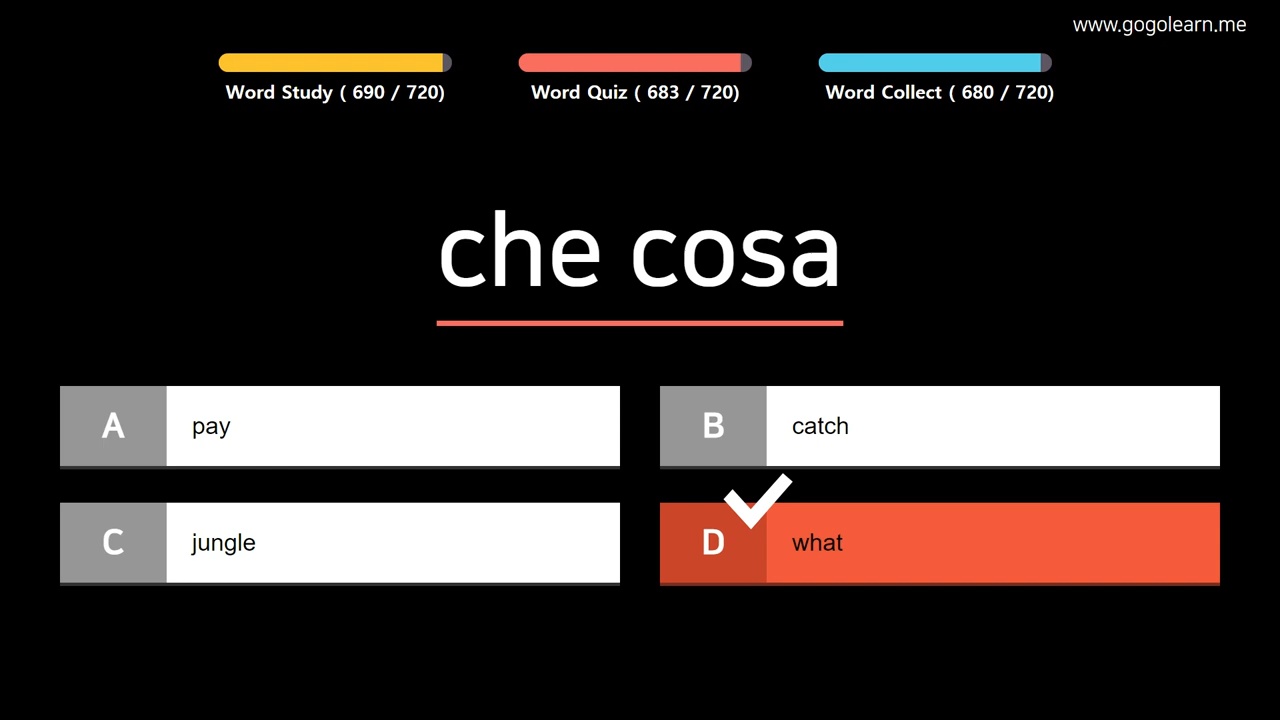 www.gogolearn.me
Word Study ( 690 / 720)
Word Quiz ( 683 / 720)
Word Collect ( 680 / 720)
che cosa
A pay
B catch
C jungle
D what